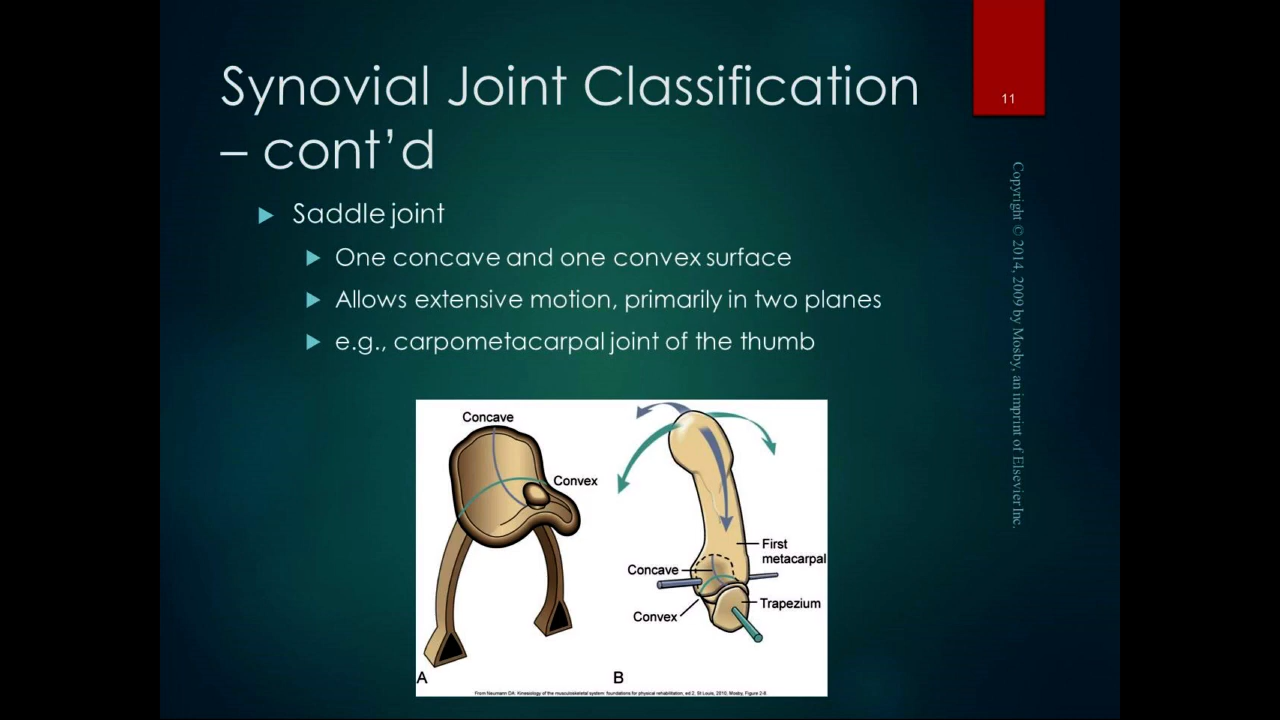 Synovial Joint Classification
– cont’d
11
Saddle joint
One concave and one convex surface
Allows extensive motion, primarily in two planes
e.g., carpometacarpal joint of the thumb
Copyright © 2014, 2009 by Mosby, an imprint of Elsevier Inc.
Concave
Convex
A
First
metacarpal
Concave
Trapezium
Convex
B
From Neumann DA: Kinesiology of the musculoskeletal system: foundations for physical rehabilitation, ed 2, St Louis, 2010, Mosby, Figure 2-8.